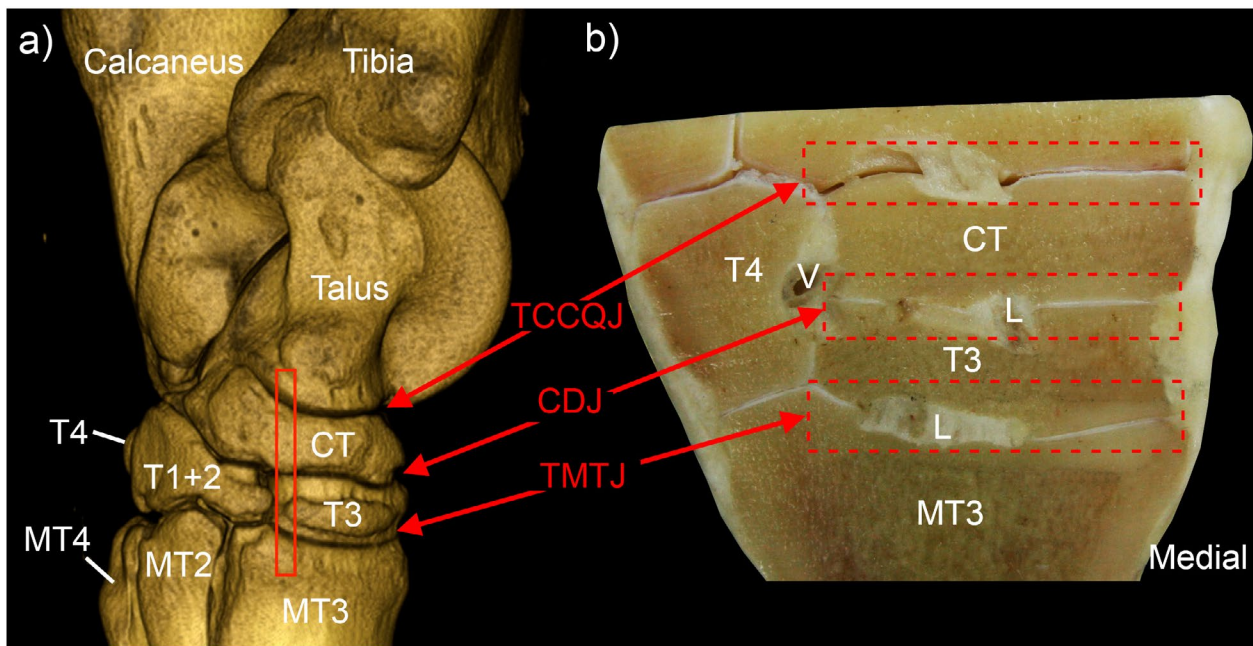 a)
Calcaneus
Tibia
Talus
TCCQJ
CDJ
TMTJ
T4
T1+2
CT
T3
MT4
MT2
MT3
b)
CT
T4
V
L
T3
L
MT3
Medial